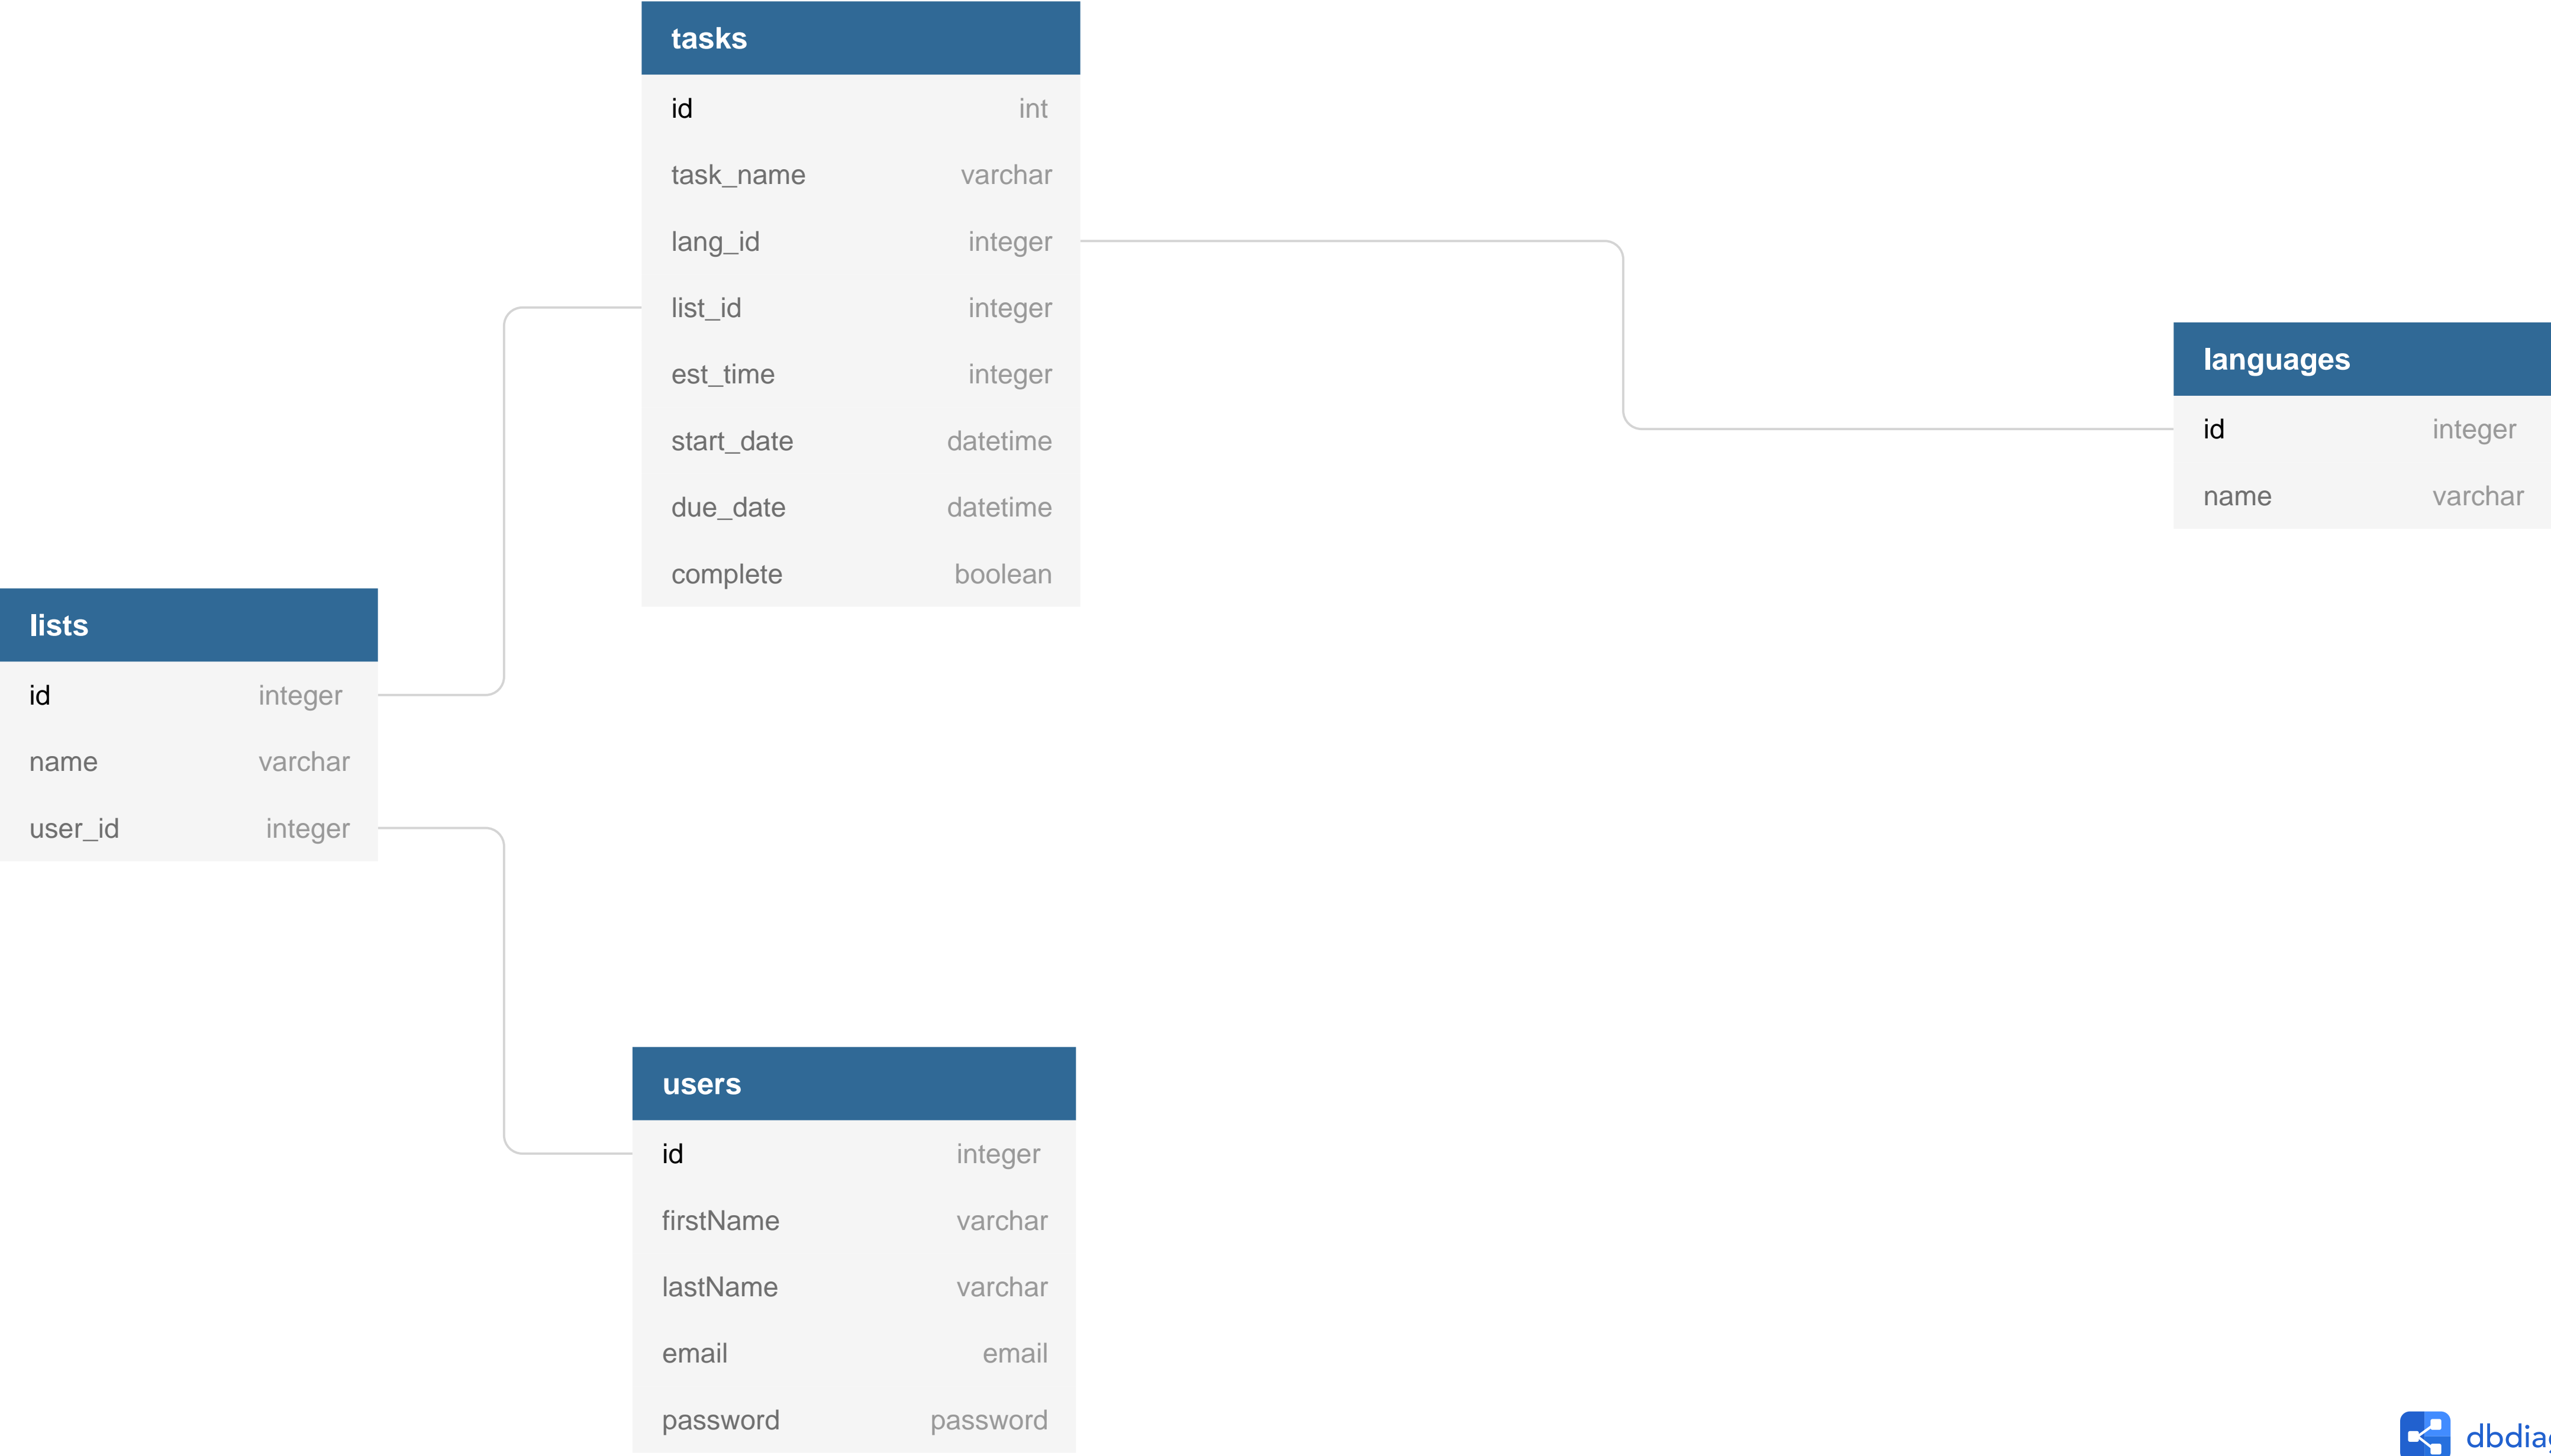 tasks
id int
task_name varchar
lang_id integer
list_id integer
est_time integer
start_date datetime
due_date datetime
complete boolean
languages
id integer
name varchar
lists
id integer
name varchar
user_id integer
users
id integer
firstName varchar
lastName varchar
email email
password password